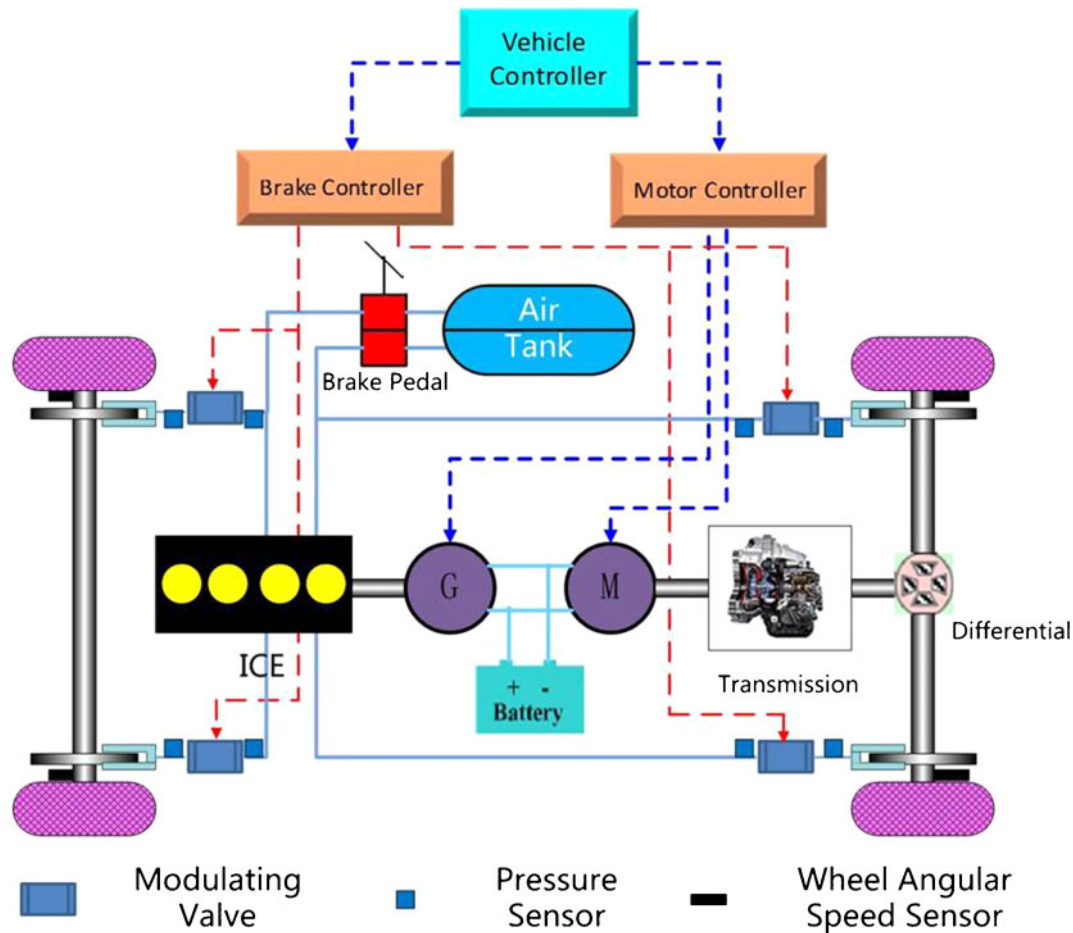 Vehicle
Controller
Brake Controller
Motor Controller
Air
Tank
Brake Pedal
G
M
ICE
+ -
Battery
Transmission
Differential
Modulating
Valve
Pressure
Sensor
Wheel Angular
Speed Sensor